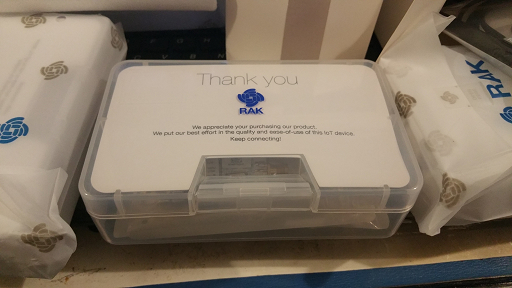 Thank you
RAK
We appreciate your purchasing our product.
We put our best effort in the quality and ease-of-use of this IoT device.
Keep connecting!
RAK